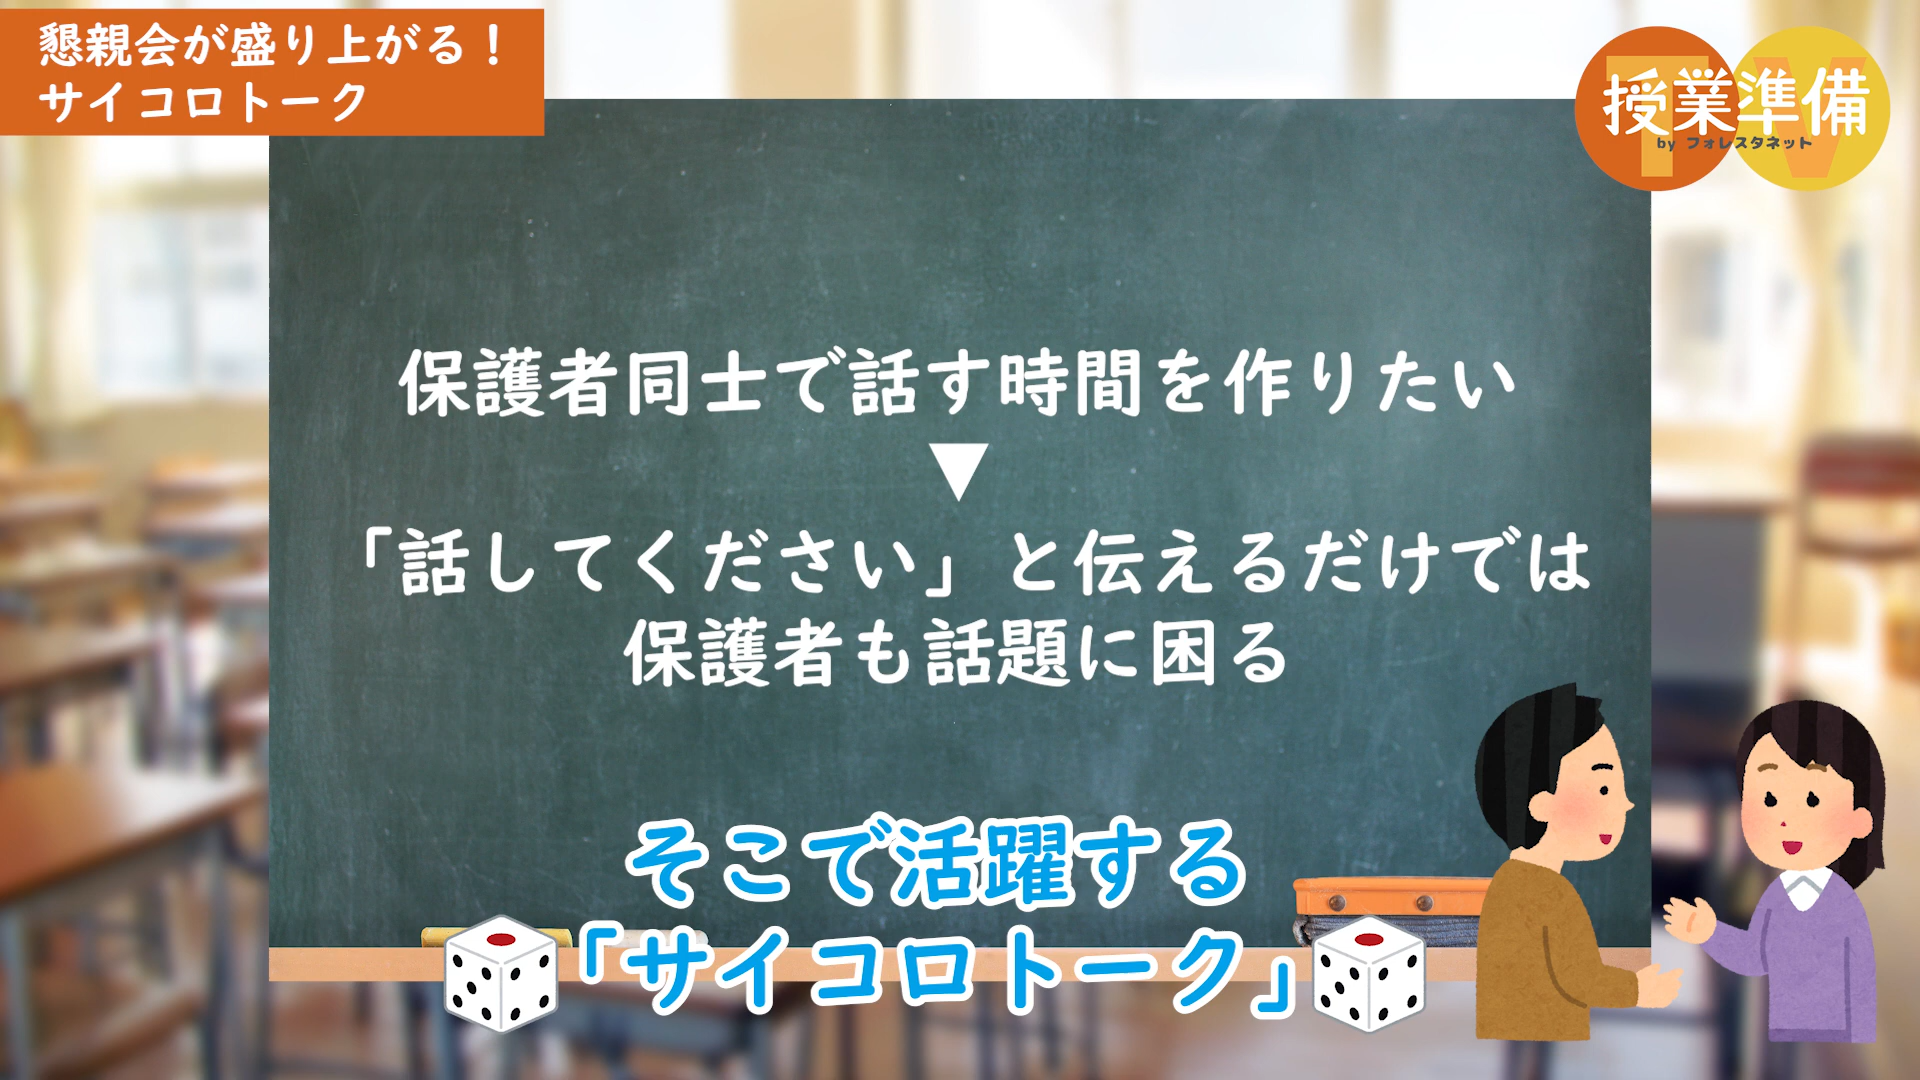 懇親会が盛り上がる！
サイコロトーク
TV
授業準備
by フォレスタネット
保護者同士で話す時間を作りたい
▼
「話してください」と伝えるだけでは
保護者も話題に困る
そこで活躍する
「サイコロトーク」